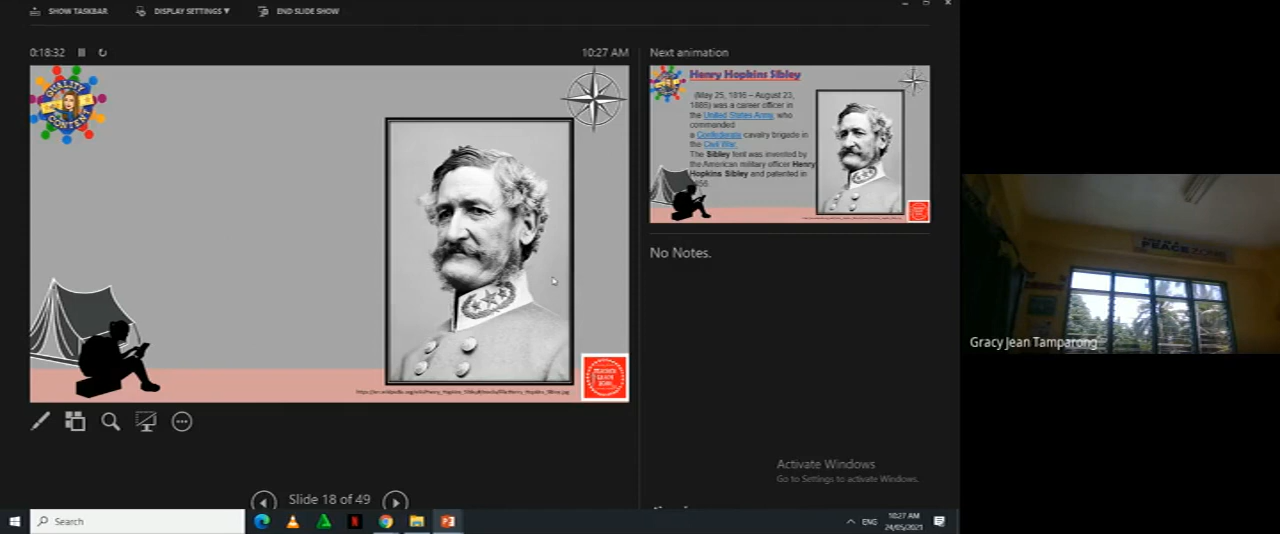 SHOW TASKBAR
DISPLAY SETTINGS ▼
END SLIDE SHOW
0:18:32
10:27 AM
QUALITY
CONTENT
Slide 18 of 49
Next animation
Henry Hopkins Sibley
(May 25, 1816 – August 23,
1886) was a career officer in
the United States Army, who
commanded
a Confederate cavalry brigade in
the Civil War.
The Sibley tent was invented by
the American military officer Henry
Hopkins Sibley and patented in
No Notes.
Activate Windows
Go to Settings to activate Windows.
PEACE ZONE
Gracy Jean Tamparong
Search
ENG
10:27 AM
24/05/2021